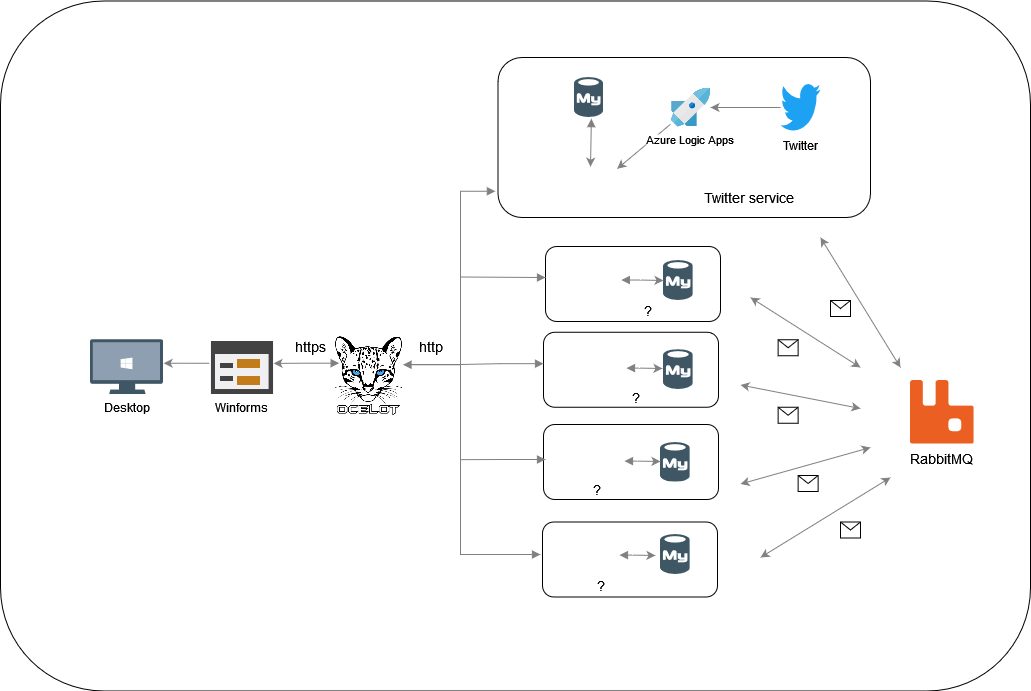 My
Azure Logic Apps
Twitter
Twitter service
My
?
https
http
My
?
OCELOT
Desktop
Winforms
My
?
RabbitMQ
My
?